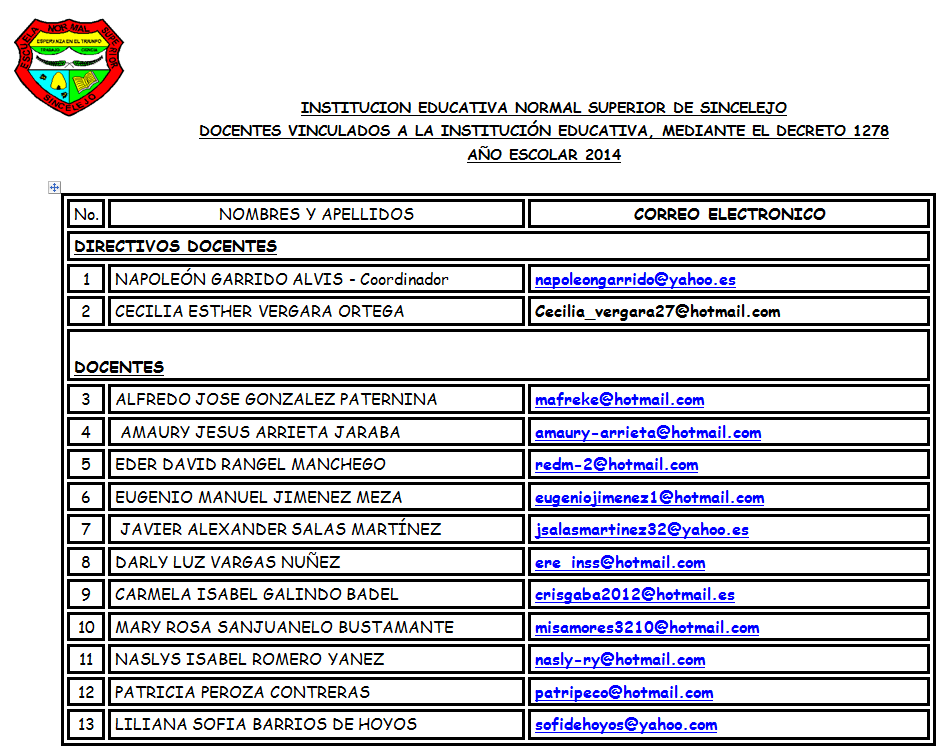 ESCUELA NORMAL SUPERIOR
ESPERANZA EN EL TRIUNFO
TRABAJO CIENCIA
SINCELEJO
INSTITUCION EDUCATIVA NORMAL SUPERIOR DE SINCELEJO
DOCENTES VINCULADOS A LA INSTITUCIÓN EDUCATIVA, MEDIANTE EL DECRETO 1278
AÑO ESCOLAR 2014
No. NOMBRES Y APELLIDOS CORREO ELECTRONICO
DIRECTIVOS DOCENTES
1 NAPOLEÓN GARRIDO ALVIS - Coordinador napoleongarrido@yahoo.es
2 CECILIA ESTHER VERGARA ORTEGA Cecilia_vergara27@hotmail.com
DOCENTES
3 ALFREDO JOSE GONZALEZ PATERNINA mafreke@hotmail.com
4 AMAURY JESUS ARRIETA JARABA amaury-arrieta@hotmail.com
5 EDER DAVID RANGEL MANCHEGO redm-2@hotmail.com
6 EUGENIO MANUEL JIMENEZ MEZA eugeniojimenez1@hotmail.com
7 JAVIER ALEXANDER SALAS MARTÍNEZ jsalasmartinez32@yahoo.es
8 DARLY LUZ VARGAS NUÑEZ ere_inss@hotmail.com
9 CARMELA ISABEL GALINDO BADEL crisgaba2012@hotmail.es
10 MARY ROSA SANJUANELO BUSTAMANTE misamores3210@hotmail.com
11 NASLYS ISABEL ROMERO YANEZ nasly-ry@hotmail.com
12 PATRICIA PEROZA CONTRERAS patripeco@hotmail.com
13 LILIANA SOFIA BARRIOS DE HOYOS sofidehoyos@yahoo.com